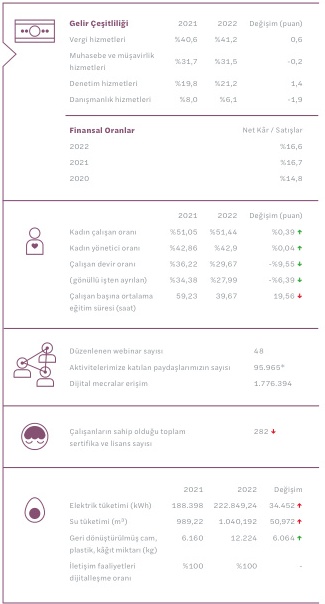 Gelir Çeşitliliği 2021 2022 Değişim (puan)
Vergi hizmetleri %40,6 %41,2 0,6
Muhasebe ve müşavirlik
hizmetleri %31,7 %31,5 -0,2
Denetim hizmetleri %19,8 %21,2 1,4
Danışmanlık hizmetleri %8,0 %6,1 -1,9
Finansal Oranlar Net Kâr / Satışlar
2022 %16,6
2021 %16,7
2020 %14,8
2021 2022 Değişim (puan)
Kadın çalışan oranı %51,05 %51,44 %0,39
Kadın yönetici oranı %42,86 %42,9 %0,04
Çalışan devir oranı %36,22 %29,67 -%9,55
(gönüllü işten ayrılan) %34,38 %27,99 -%6,39
Çalışan başına ortalama 59,23 39,67 19,56
eğitim süresi (saat)
Düzenlenen webinar sayısı 48
Aktivitelerimize katılan paydaşlarımızın sayısı 95.965*
Dijital mecralar erişim 1.776.394
Çalışanların sahip olduğu toplam 282
sertifika ve lisans sayısı
2021 2022 Değişim
Elektrik tüketimi (kWh) 188.398 222.849,24 34.452
Su tüketimi (m³) 989,22 1.040,192 50,972
Geri dönüştürülmüş cam, 6.160 12.224 6.064
plastik, kâğıt miktarı (kg)
İletişim faaliyetleri %100 %100 -
dijitalleşme oranı